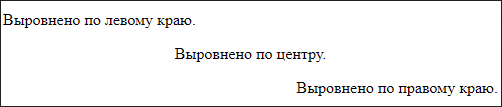 Выровнено по левому краю.
Выровнено по центру.
Выровнено по правому краю.